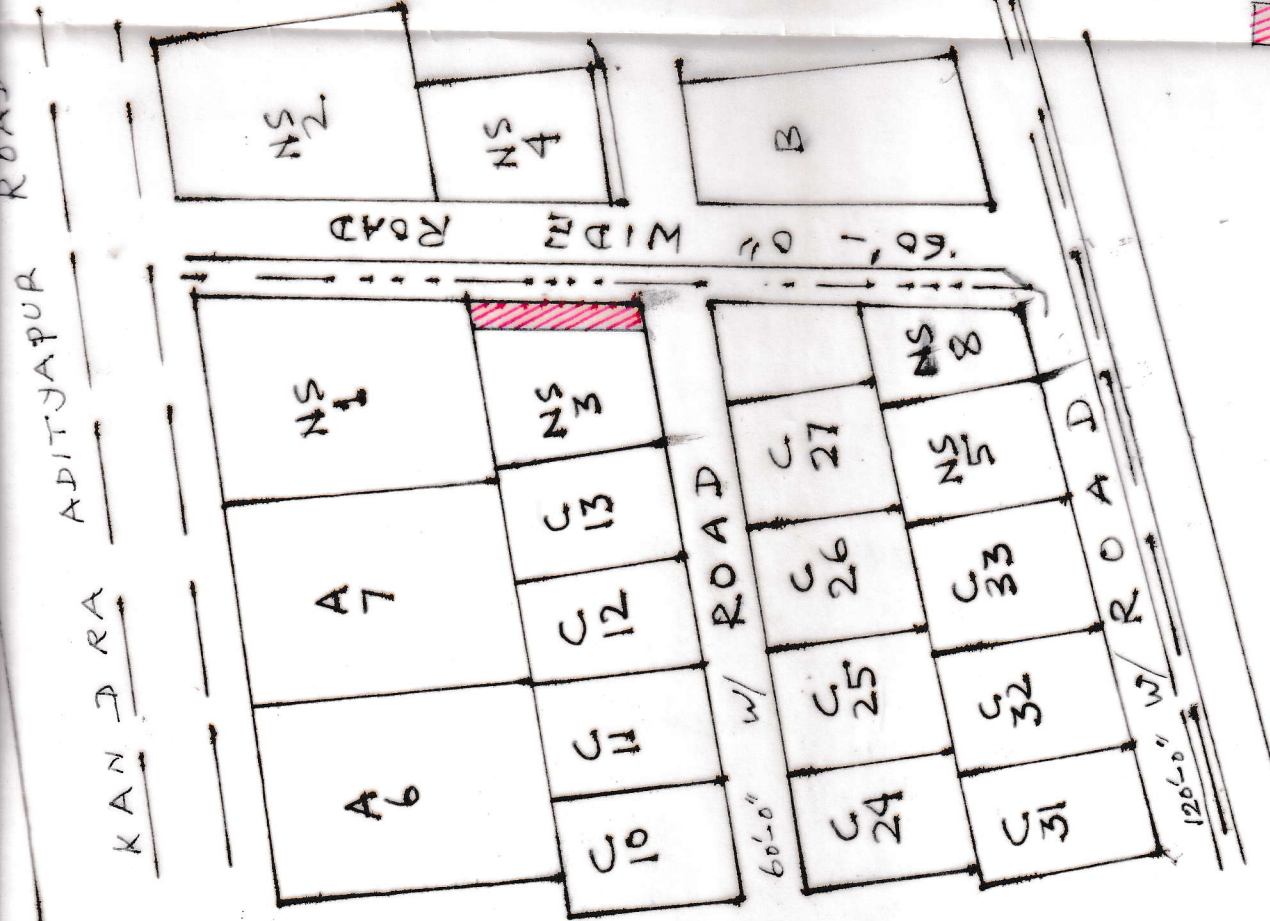 KANDRA ADITYAPUR ROAD
NS
2
NS
4
B
60'-0" WIDE ROAD
NS
1
NS
3
NS
8
A
7
C
13
C
27
NS
5
C
12
C
26
C
33
A
6
C
11
C
25
C
32
C
10
C
24
C
31
60'-0" W/ ROAD
120'-0" W/ ROAD